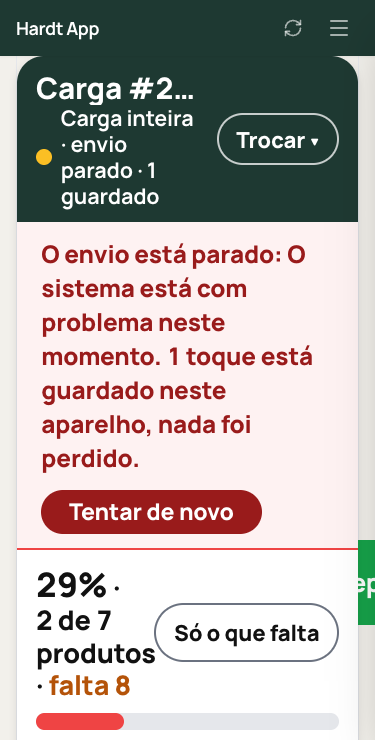 Hardt App
Carga #2...
Carga inteira
· envio
parado · 1
guardado
Trocar ▾
O envio está parado: O
sistema está com
problema neste
momento. 1 toque está
guardado neste
aparelho, nada foi
perdido.
Tentar de novo
29% ·
2 de 7
produtos
· falta 8
Só o que falta